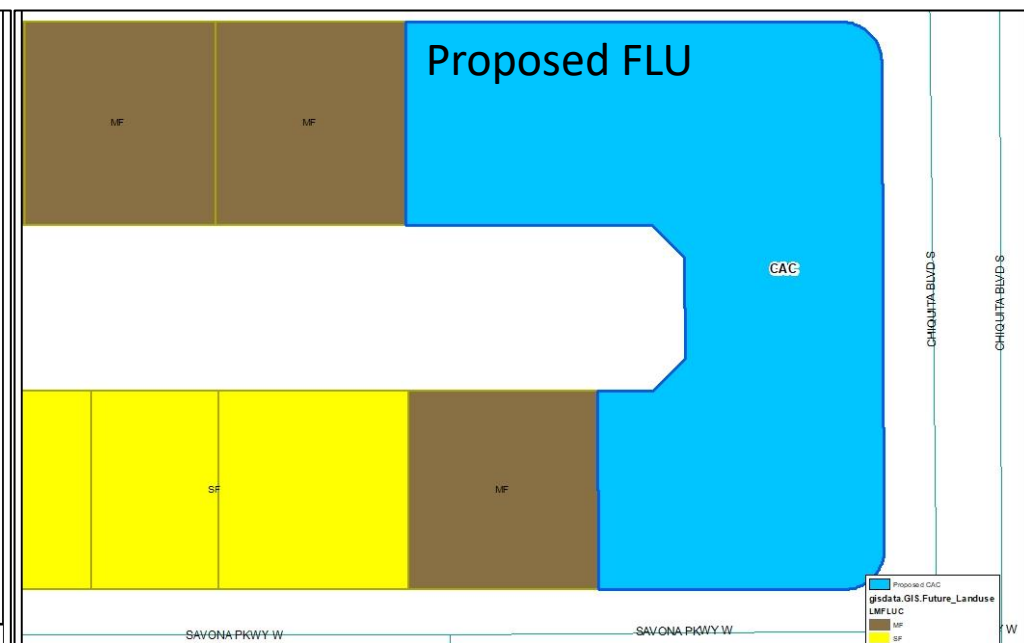 Proposed FLU
MF
MF
CAC
CHIQUITA BLVD S
CHIQUITA BLVD S
SF
MF
Proposed CAC
gisdata.GIS.Future_Landuse
LMFLUC
MF
SF
SAVONA PKWY W
SAVONA PKWY W
W